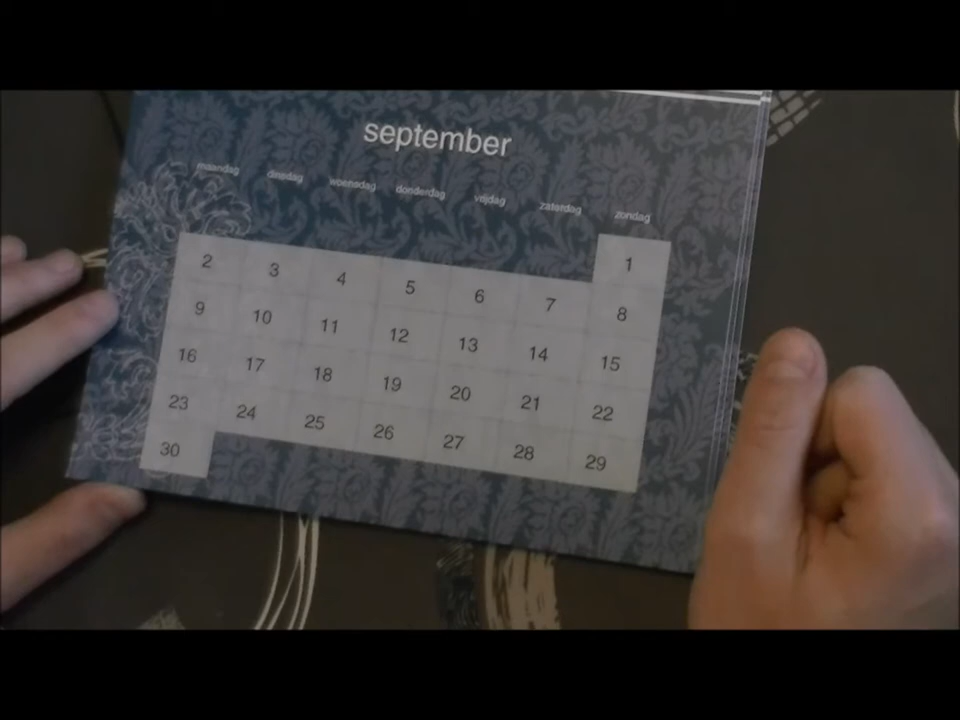 september
maandag dinsdag woensdag donderdag vrijdag zaterdag zondag
1
2 3 4 5 6 7 8
9 10 11 12 13 14 15
16 17 18 19 20 21 22
23 24 25 26 27 28 29
30